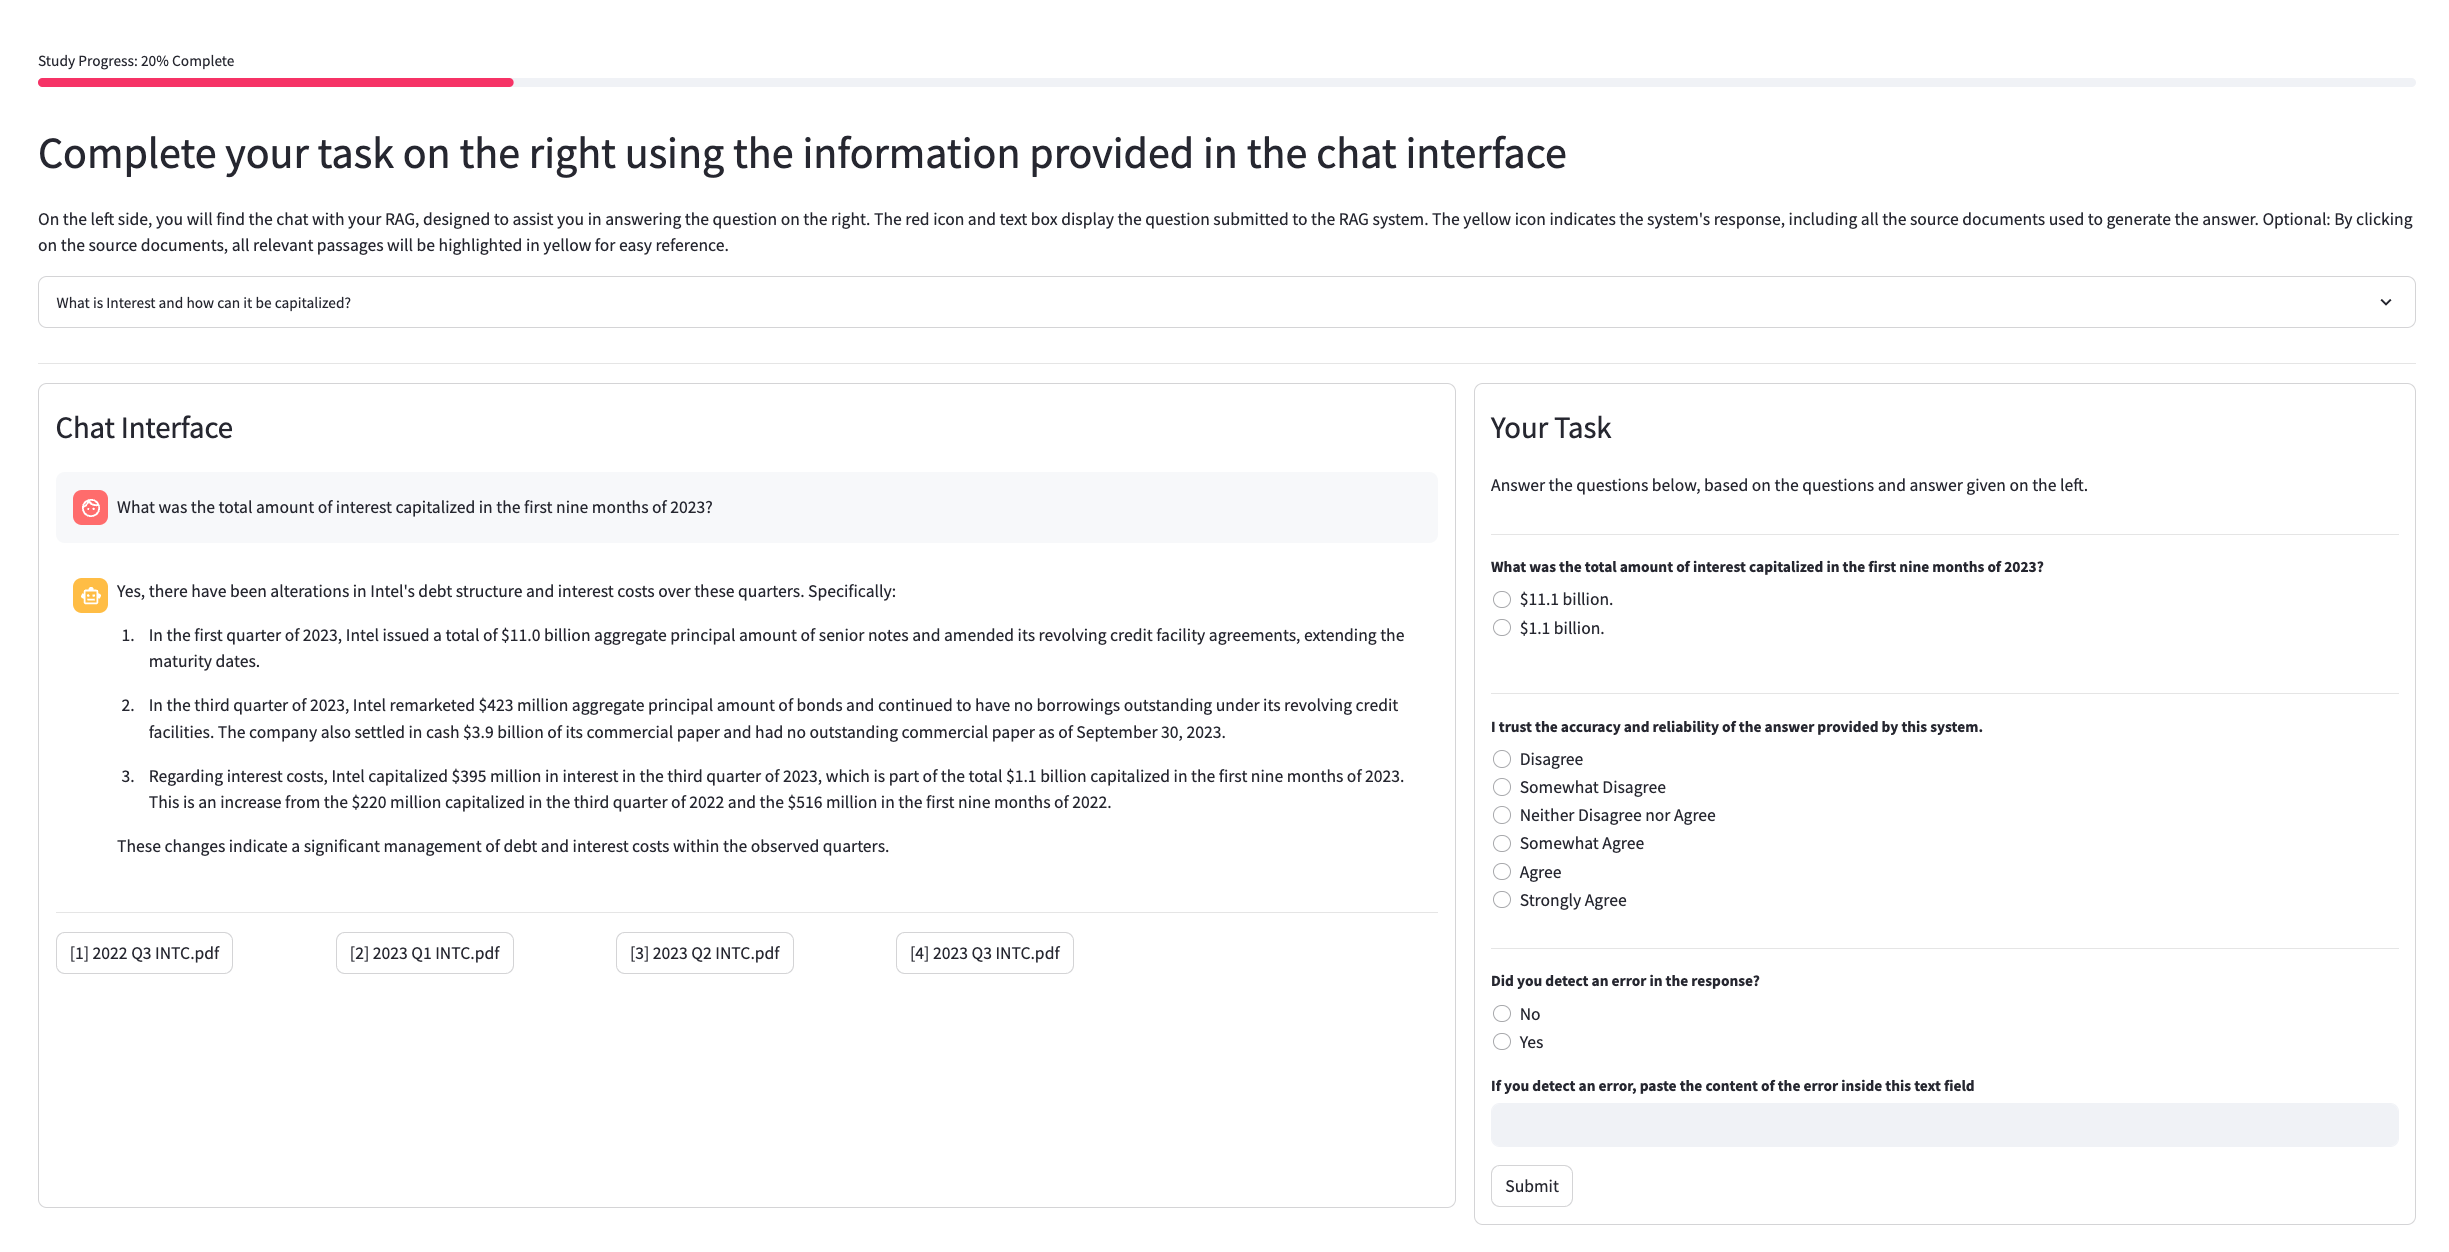 Study Progress: 20% Complete
Complete your task on the right using the information provided in the chat interface
On the left side, you will find the chat with your RAG, designed to assist you in answering the question on the right. The red icon and text box display the question submitted to the RAG system. The yellow icon indicates the system's response, including all the source documents used to generate the answer. Optional: By clicking
on the source documents, all relevant passages will be highlighted in yellow for easy reference.
What is Interest and how can it be capitalized?
Chat Interface
What was the total amount of interest capitalized in the first nine months of 2023?
Yes, there have been alterations in Intel's debt structure and interest costs over these quarters. Specifically:
1. In the first quarter of 2023, Intel issued a total of $11.0 billion aggregate principal amount of senior notes and amended its revolving credit facility agreements, extending the
maturity dates.
2. In the third quarter of 2023, Intel remarketed $423 million aggregate principal amount of bonds and continued to have no borrowings outstanding under its revolving credit
facilities. The company also settled in cash $3.9 billion of its commercial paper and had no outstanding commercial paper as of September 30, 2023.
3. Regarding interest costs, Intel capitalized $395 million in interest in the third quarter of 2023, which is part of the total $1.1 billion capitalized in the first nine months of 2023.
This is an increase from the $220 million capitalized in the third quarter of 2022 and the $516 million in the first nine months of 2022.
These changes indicate a significant management of debt and interest costs within the observed quarters.
[1] 2022 Q3 INTC.pdf
[2] 2023 Q1 INTC.pdf
[3] 2023 Q2 INTC.pdf
[4] 2023 Q3 INTC.pdf
Your Task
Answer the questions below, based on the questions and answer given on the left.
What was the total amount of interest capitalized in the first nine months of 2023?
$11.1 billion.
$1.1 billion.
I trust the accuracy and reliability of the answer provided by this system.
Disagree
Somewhat Disagree
Neither Disagree nor Agree
Somewhat Agree
Agree
Strongly Agree
Did you detect an error in the response?
No
Yes
If you detect an error, paste the content of the error inside this text field
Submit